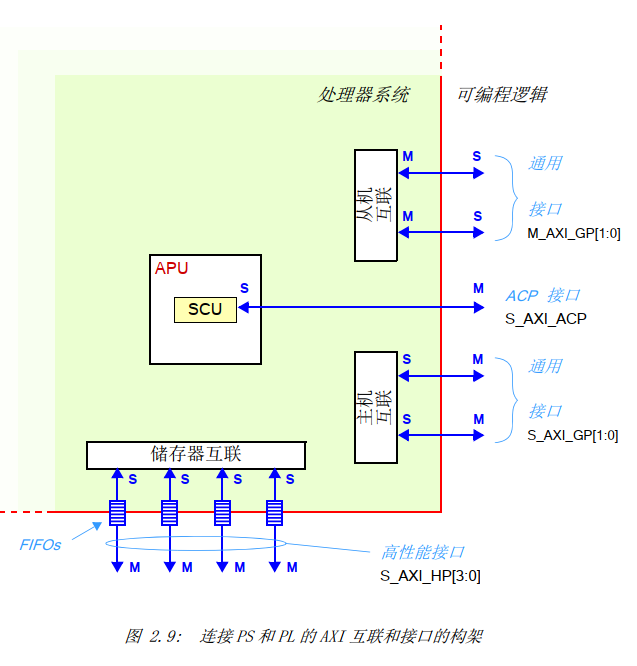 处理器系统 可编程逻辑
M S 通用
从机互联
M S 接口
M_AXI_GP[1:0]
APU
S M ACP 接口
SCU
S_AXI_ACP
S M 通用
主机互联
S M 接口
S_AXI_GP[1:0]
储存器互联
S S S S
FIFOs
高性能接口
M M M M
S_AXI_HP[3:0]
图 2.9: 连接 PS 和 PL 的 AXI 互联和接口的构架